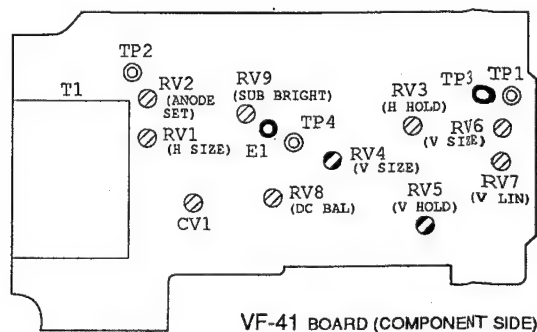 TP2
T1
RV2
(ANODE
SET)
RV9
(SUB BRIGHT)
RV3
(H HOLD)
TP3
TP1
RV1
(H SIZE)
E1
TP4
RV6
(V SIZE)
RV4
(V SIZE)
RV7
(V LIN)
CV1
RV8
(DC BAL)
RV5
(V HOLD)
VF-41 BOARD (COMPONENT SIDE)